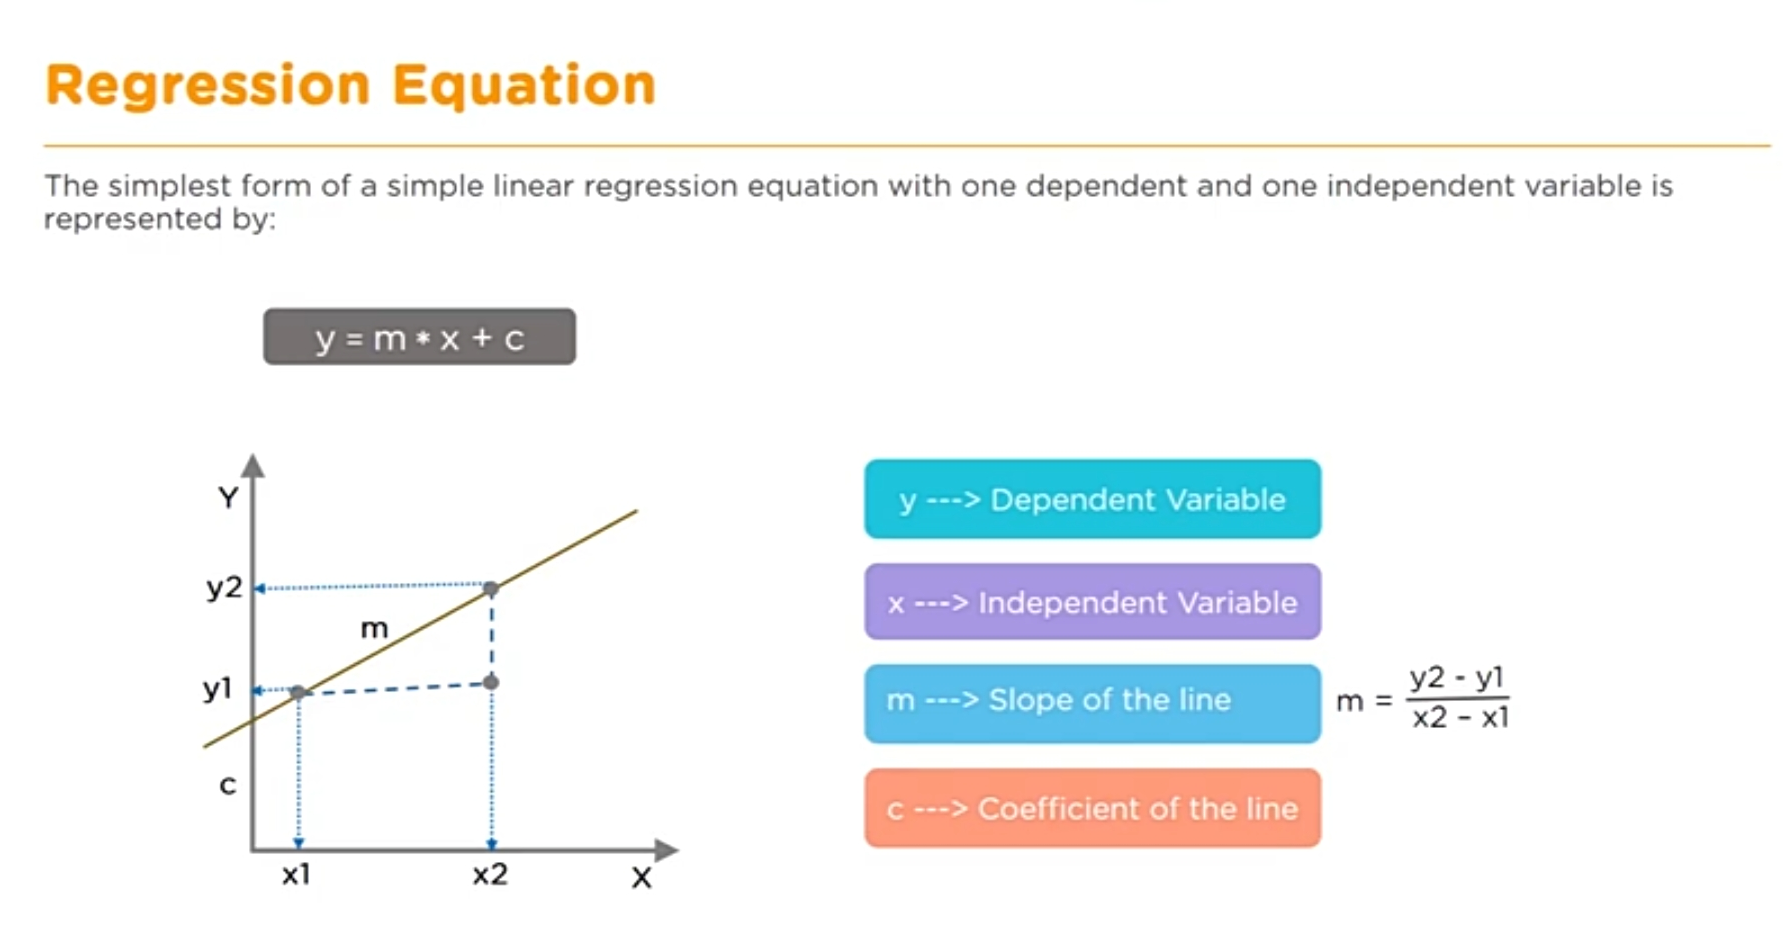 Regression Equation
The simplest form of a simple linear regression equation with one dependent and one independent variable is
represented by:
y = m * x + c
Y
y2
m
y1
c
x1
x2
X
y ---> Dependent Variable
x ---> Independent Variable
m ---> Slope of the line
m = y2 - y1
x2 - x1
c ---> Coefficient of the line